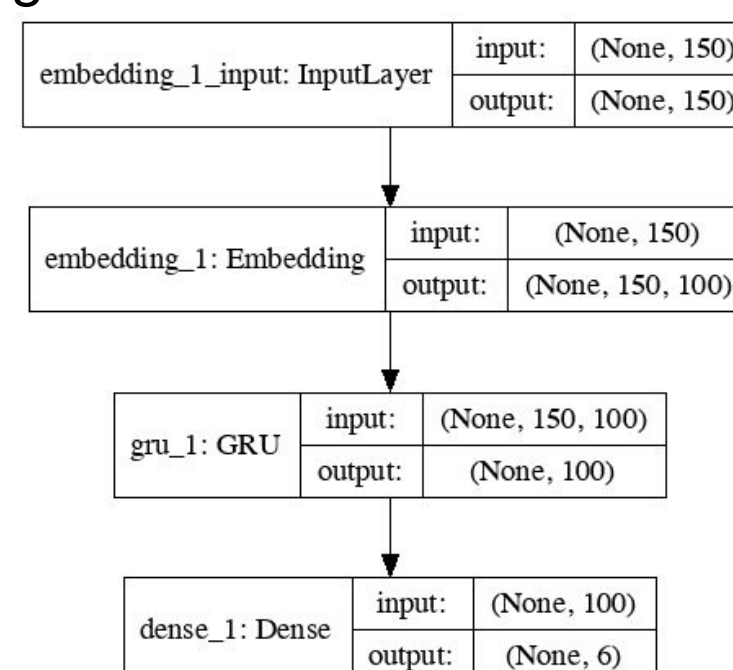 embedding_1_input: InputLayer
input: (None, 150)
output: (None, 150)
embedding_1: Embedding
input: (None, 150)
output: (None, 150, 100)
gru_1: GRU
input: (None, 150, 100)
output: (None, 100)
dense_1: Dense
input: (None, 100)
output: (None, 6)